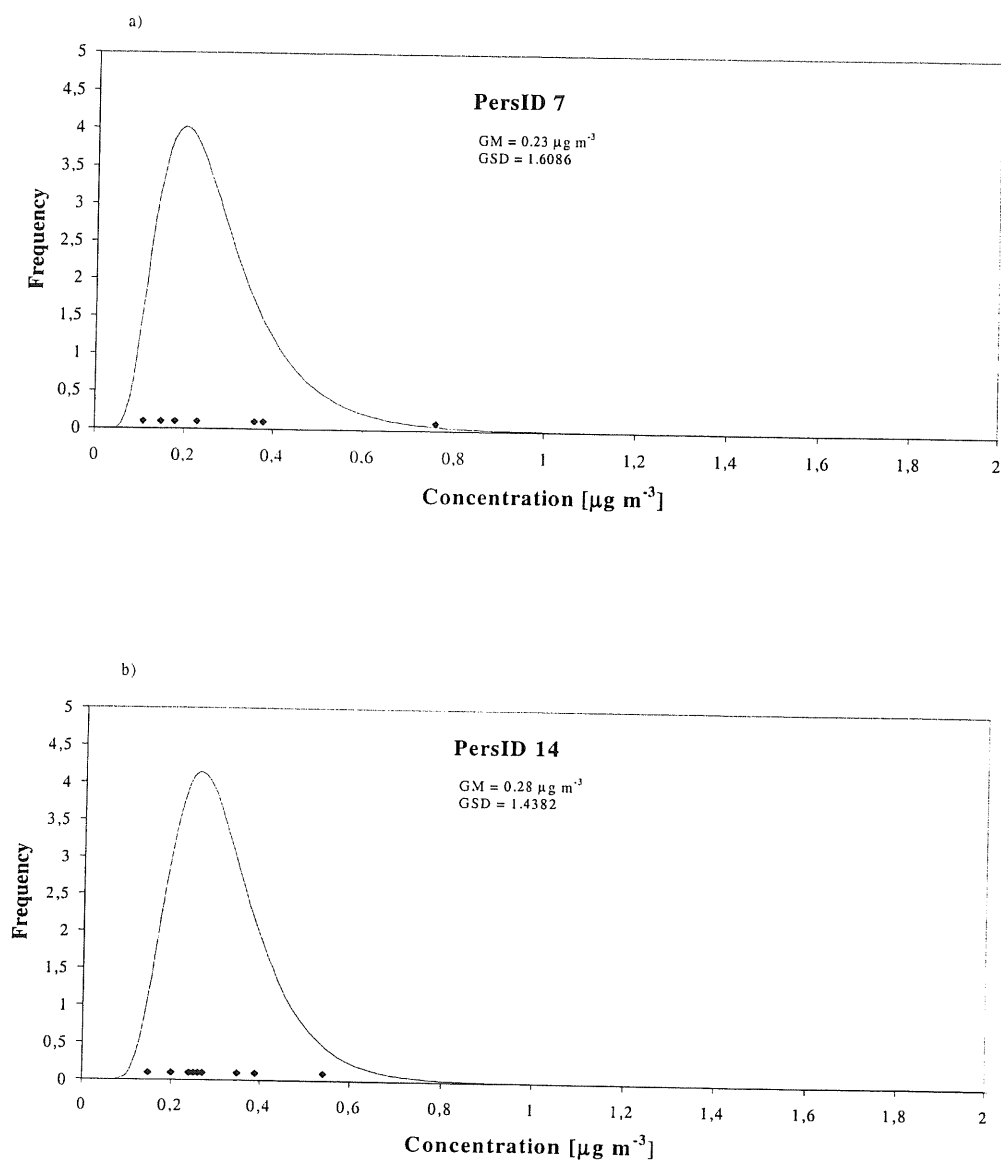 a)
PersID 7
GM = 0.23 µg m-3
GSD = 1.6086
Frequency
5
4,5
4
3,5
3
2,5
2
1,5
1
0,5
0
0 0,2 0,4 0,6 0,8 1 1,2 1,4 1,6 1,8 2
Concentration [µg m-3]
b)
PersID 14
GM = 0.28 µg m-3
GSD = 1.4382
Frequency
5
4,5
4
3,5
3
2,5
2
1,5
1
0,5
0
0 0,2 0,4 0,6 0,8 1 1,2 1,4 1,6 1,8 2
Concentration [µg m-3]